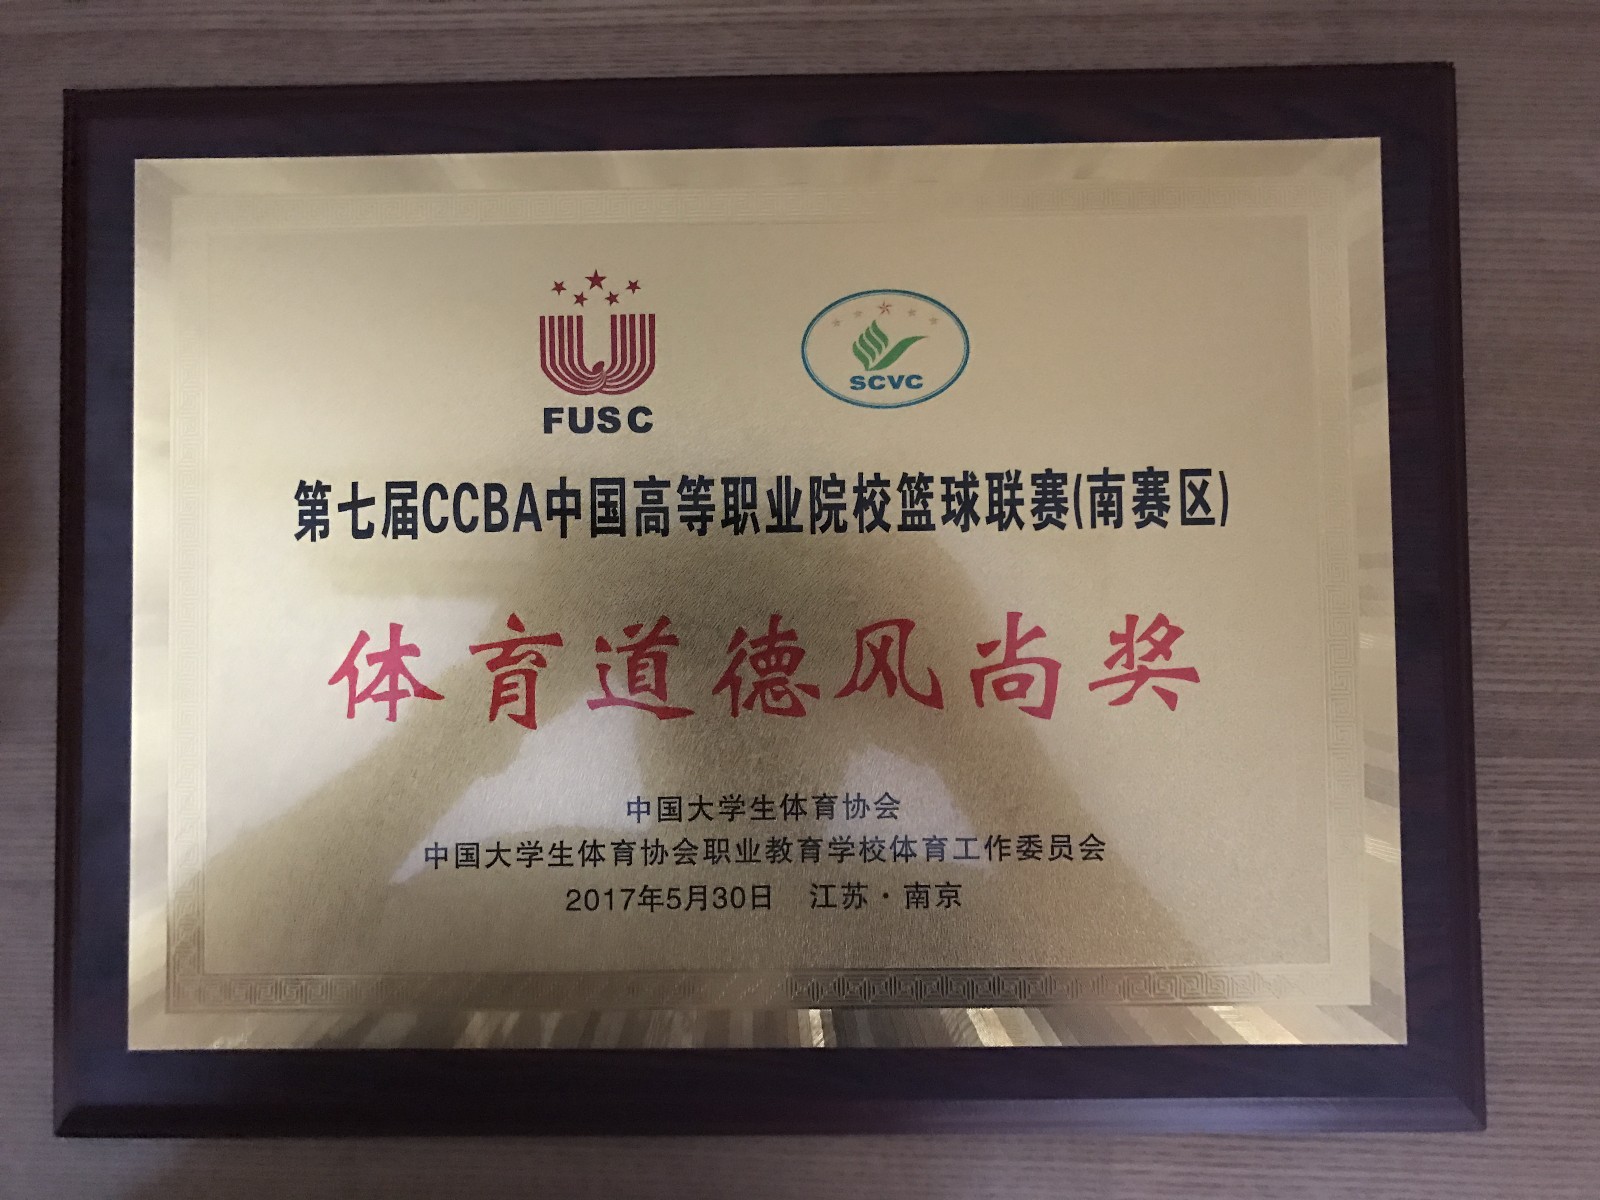 FUSC
SCVC
第七届CCBA中国高等职业院校篮球联赛(南赛区)
体育道德风尚奖
中国大学生体育协会
中国大学生体育协会职业教育学校体育工作委员会
2017年5月30日 江苏·南京